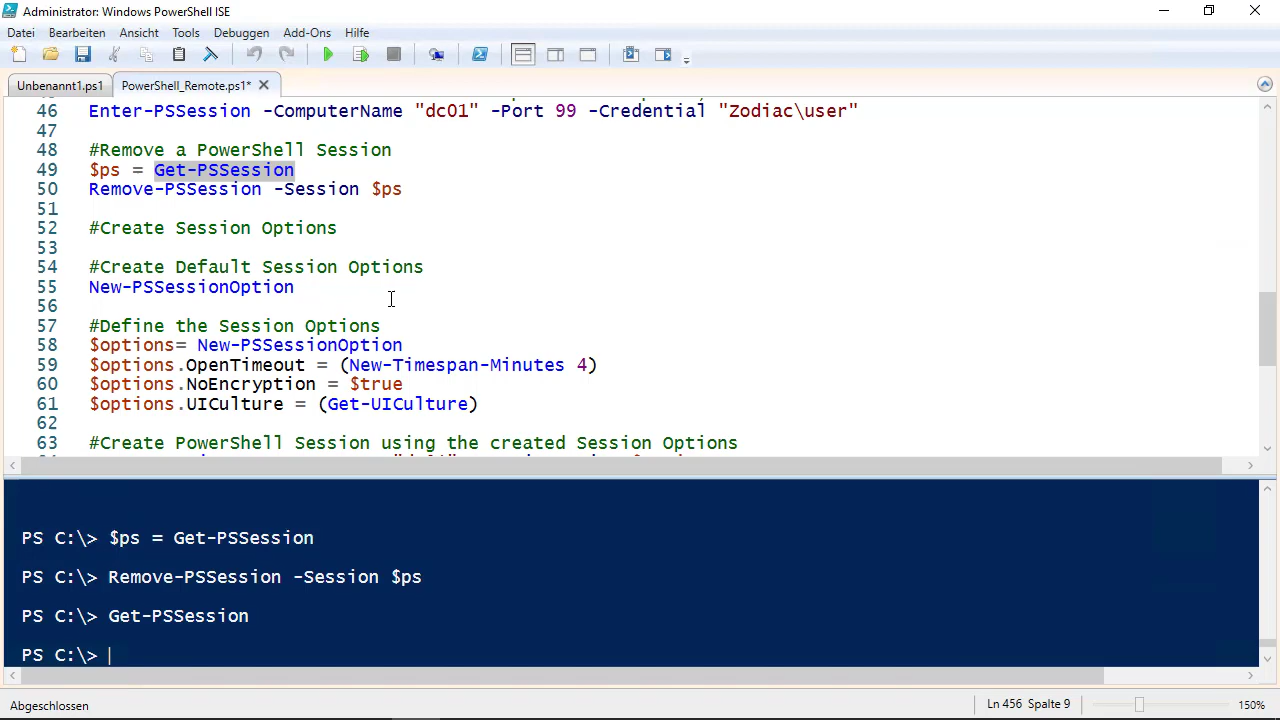 Administrator: Windows PowerShell ISE
Datei Bearbeiten Ansicht Tools Debuggen Add-Ons Hilfe
Unbenannt1.ps1 PowerShell_Remote.ps1*
46 Enter-PSSession -ComputerName "dc01" -Port 99 -Credential "Zodiac\user"
47
48 #Remove a PowerShell Session
49 $ps = Get-PSSession
50 Remove-PSSession -Session $ps
51
52 #Create Session Options
53
54 #Create Default Session Options
55 New-PSSessionOption
56
57 #Define the Session Options
58 $options= New-PSSessionOption
59 $options.OpenTimeout = (New-Timespan-Minutes 4)
60 $options.NoEncryption = $true
61 $options.UICulture = (Get-UICulture)
62
63 #Create PowerShell Session using the created Session Options
PS C:\> $ps = Get-PSSession
PS C:\> Remove-PSSession -Session $ps
PS C:\> Get-PSSession
PS C:\>
Abgeschlossen Ln 456 Spalte 9 150%